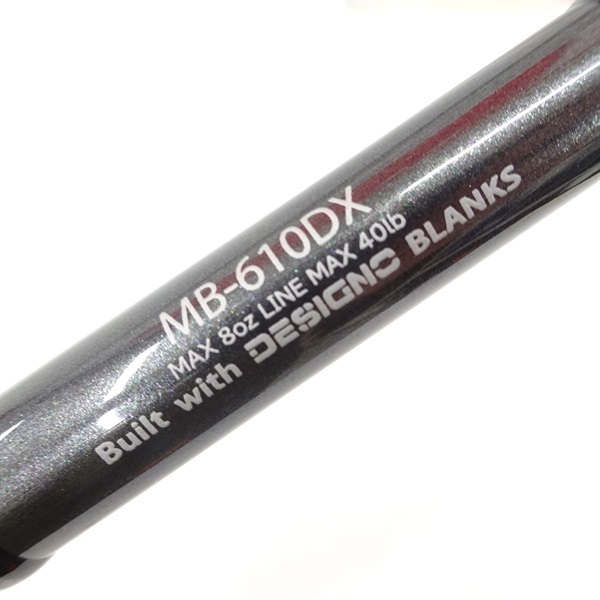 MB-610DX
MAX 8oz LINE MAX 40lb
Built with DESIGNO BLANKS